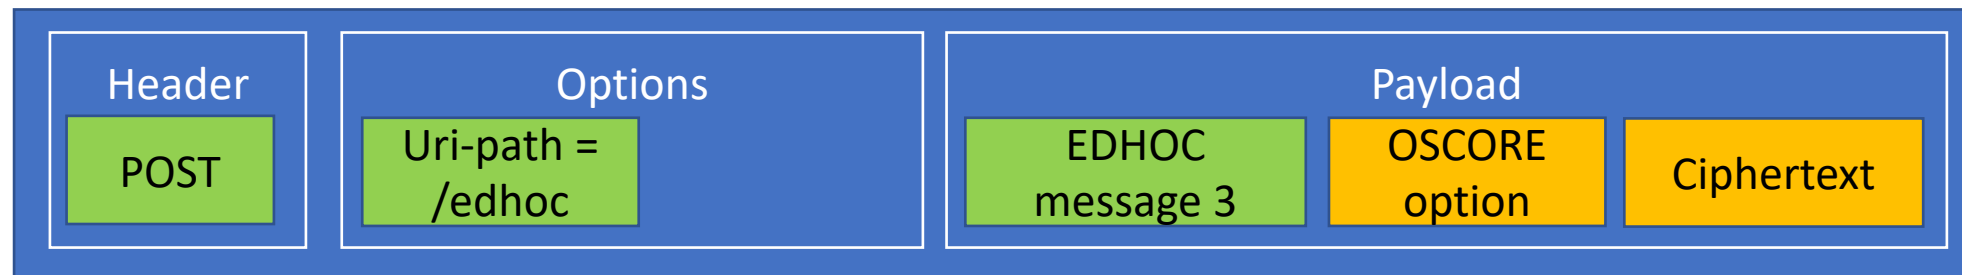 Header
POST
Options
Uri-path =
/edhoc
Payload
EDHOC
message 3
OSCORE
option
Ciphertext